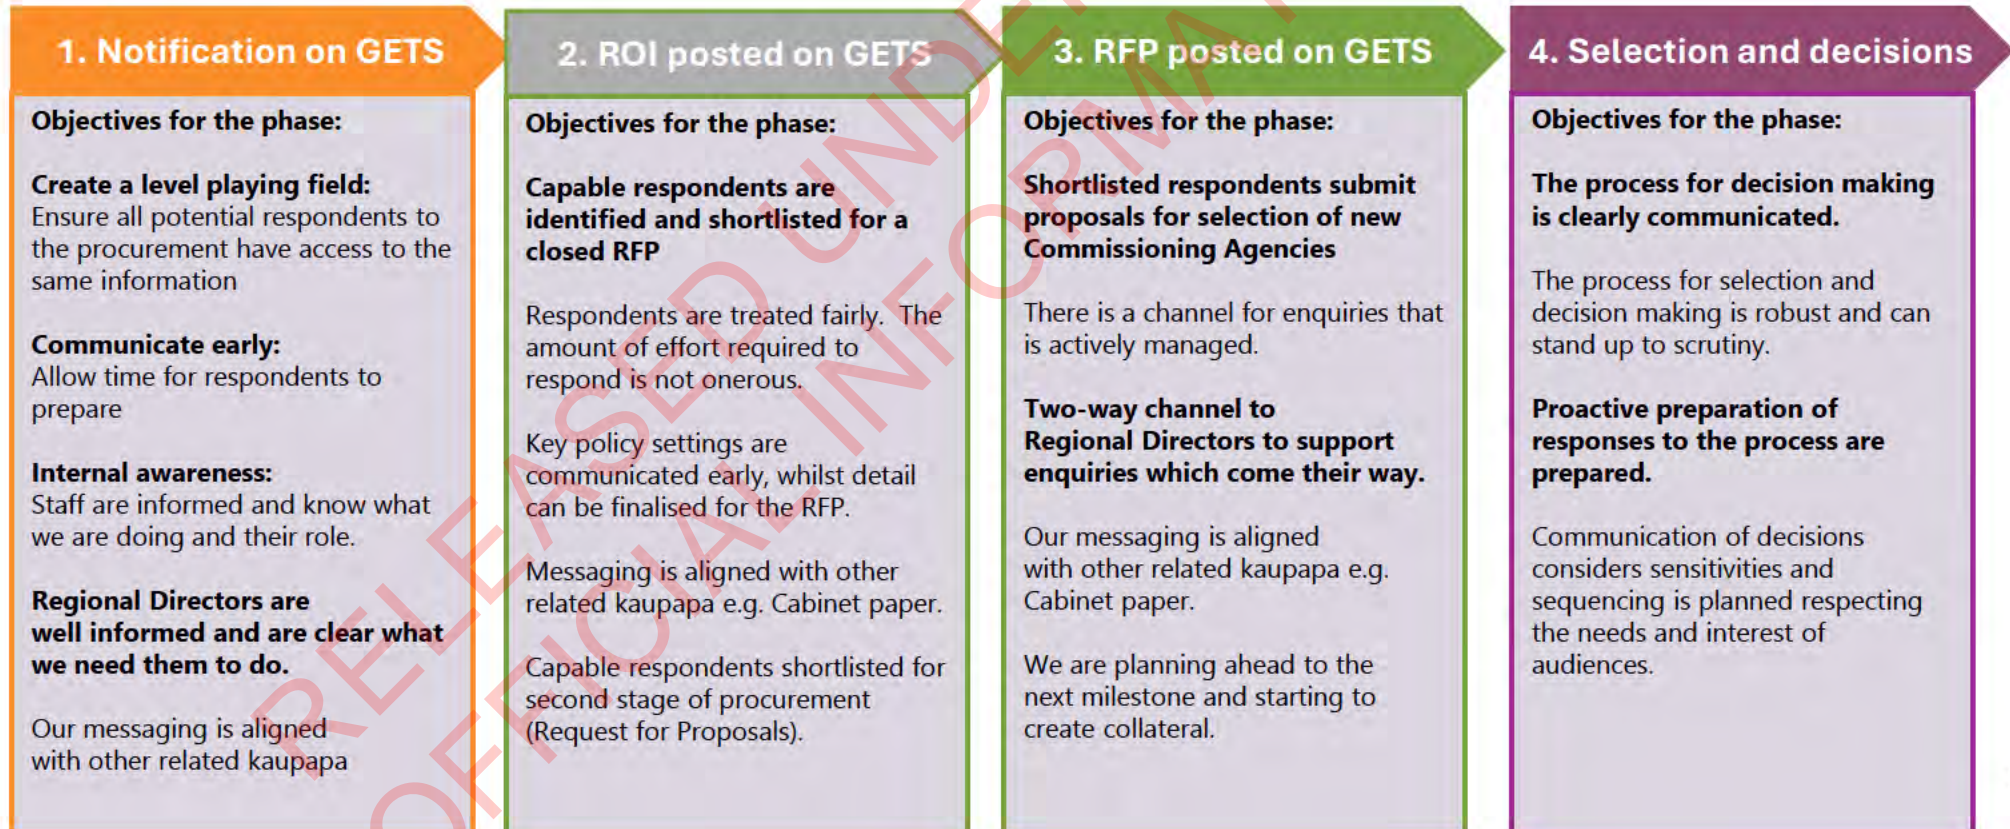 1. Notification on GETS
Objectives for the phase:
Create a level playing field:
Ensure all potential respondents to
the procurement have access to the
same information
Communicate early:
Allow time for respondents to
prepare
Internal awareness:
Staff are informed and know what
we are doing and their role.
Regional Directors are
well informed and are clear what
we need them to do.
Our messaging is aligned
with other related kaupapa
2. ROI posted on GETS
Objectives for the phase:
Capable respondents are
identified and shortlisted for a
closed RFP
Respondents are treated fairly. The
amount of effort required to
respond is not onerous.
Key policy settings are
communicated early, whilst detail
can be finalised for the RFP.
Messaging is aligned with other
related kaupapa e.g. Cabinet paper.
Capable respondents shortlisted for
second stage of procurement
(Request for Proposals).
3. RFP posted on GETS
Objectives for the phase:
Shortlisted respondents submit
proposals for selection of new
Commissioning Agencies
There is a channel for enquiries that
is actively managed.
Two-way channel to
Regional Directors to support
enquiries which come their way.
Our messaging is aligned
with other related kaupapa e.g.
Cabinet paper.
We are planning ahead to the
next milestone and starting to
create collateral.
4. Selection and decisions
Objectives for the phase:
The process for decision making
is clearly communicated.
The process for selection and
decision making is robust and can
stand up to scrutiny.
Proactive preparation of
responses to the process are
prepared.
Communication of decisions
considers sensitivities and
sequencing is planned respecting
the needs and interest of
audiences.
RELEASED
OFFICIAL